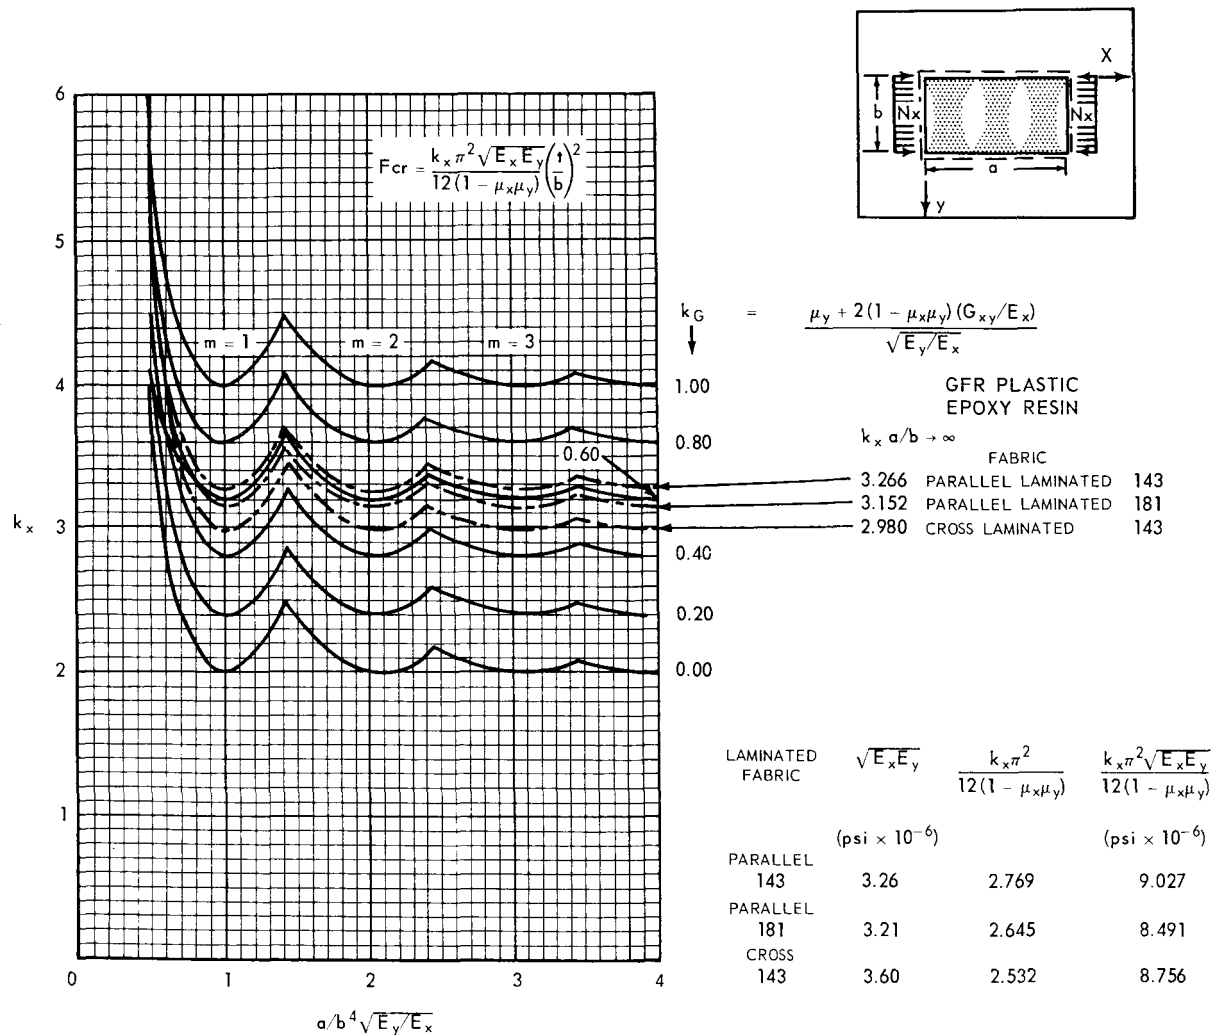 6
5
4
3
2
1
0
1
2
3
4
k x
a/b ⁴√E y/E x
Fcr = k x π² √E x E y / 12 (1 − μ x μ y) (t/b)²
m = 1
m = 2
m = 3
0.60
X
b
N x
N x
a
y
k G = μ y + 2 (1 − μ x μ y) (G xy/E x) / √E y/E x
1.00
0.80
0.40
0.20
0.00
GFR PLASTIC
EPOXY RESIN
k x a/b → ∞
FABRIC
3.266 PARALLEL LAMINATED 143
3.152 PARALLEL LAMINATED 181
2.980 CROSS LAMINATED 143
LAMINATED FABRIC
√E x E y
k x π² / 12 (1 − μ x μ y)
k x π² √E x E y / 12 (1 − μ x μ y)
(psi × 10⁻⁶)
(psi × 10⁻⁶)
PARALLEL
143 3.26 2.769 9.027
PARALLEL
181 3.21 2.645 8.491
CROSS
143 3.60 2.532 8.756